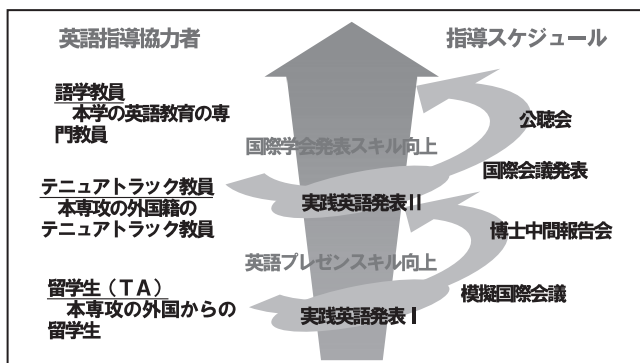 英語指導協力者
指導スケジュール
語学教員
本学の英語教育の専
門教員
テニュアトラック教員
本専攻の外国籍の
テニュアトラック教員
留学生（TA）
本専攻の外国からの
留学生
国際学会発表スキル向上
実践英語発表II
英語プレゼンスキル向上
実践英語発表Ⅰ
公聴会
国際会議発表
博士中間報告会
模擬国際会議